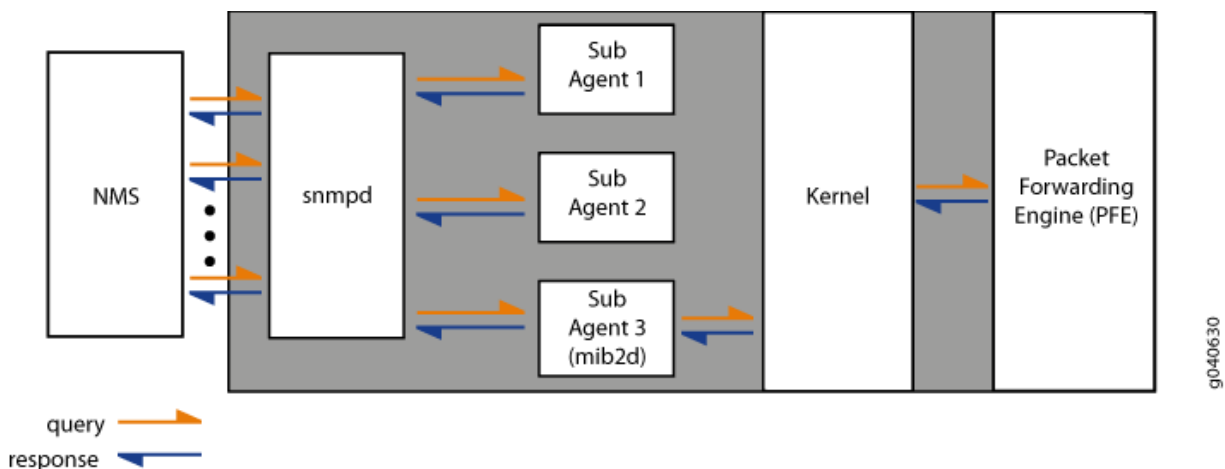 NMS
snmpd
Sub
Agent 1
Sub
Agent 2
Sub
Agent 3
(mib2d)
Kernel
Packet
Forwarding
Engine (PFE)
g040630
query
response